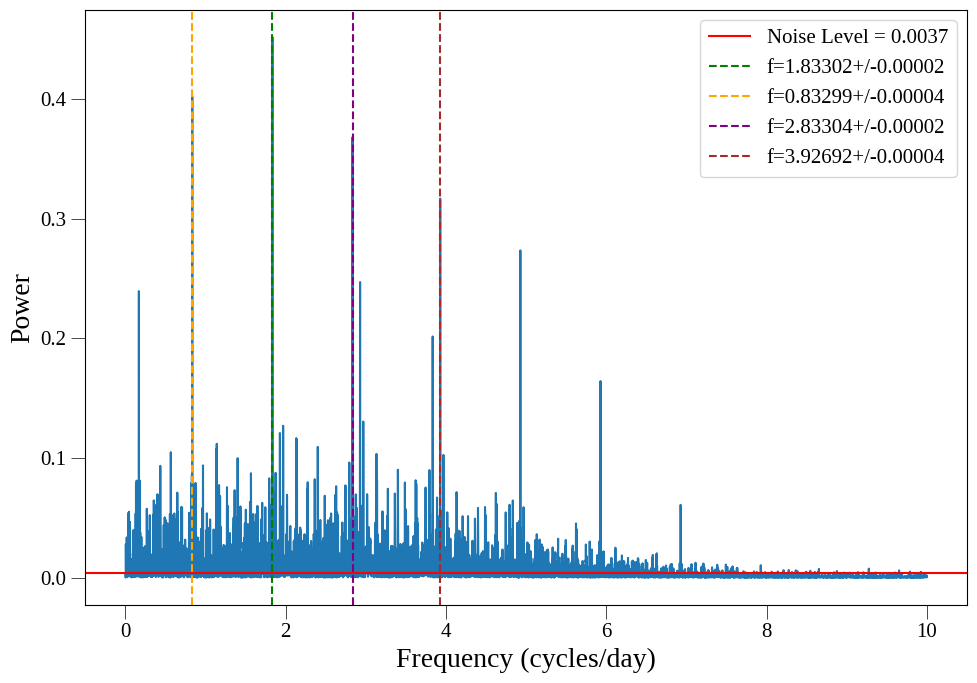 Noise Level = 0.0037
f=1.83302+/-0.00002
f=0.83299+/-0.00004
f=2.83304+/-0.00002
f=3.92692+/-0.00004
Power
0.4
0.3
0.2
0.1
0.0
0 2 4 6 8 10
Frequency (cycles/day)